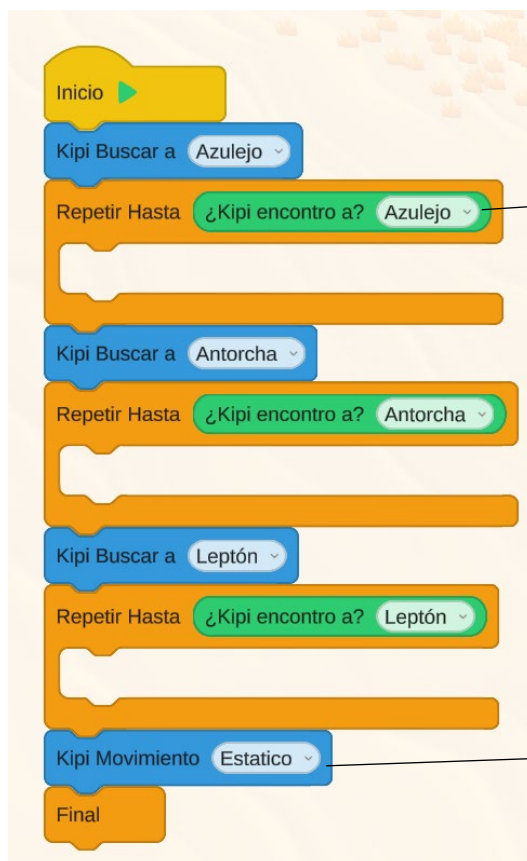 Inicio
Kipi Buscar a Azulejo
Repetir Hasta ¿Kipi encontro a? Azulejo
Kipi Buscar a Antorcha
Repetir Hasta ¿Kipi encontro a? Antorcha
Kipi Buscar a Leptón
Repetir Hasta ¿Kipi encontro a? Leptón
Kipi Movimiento Estatico
Final